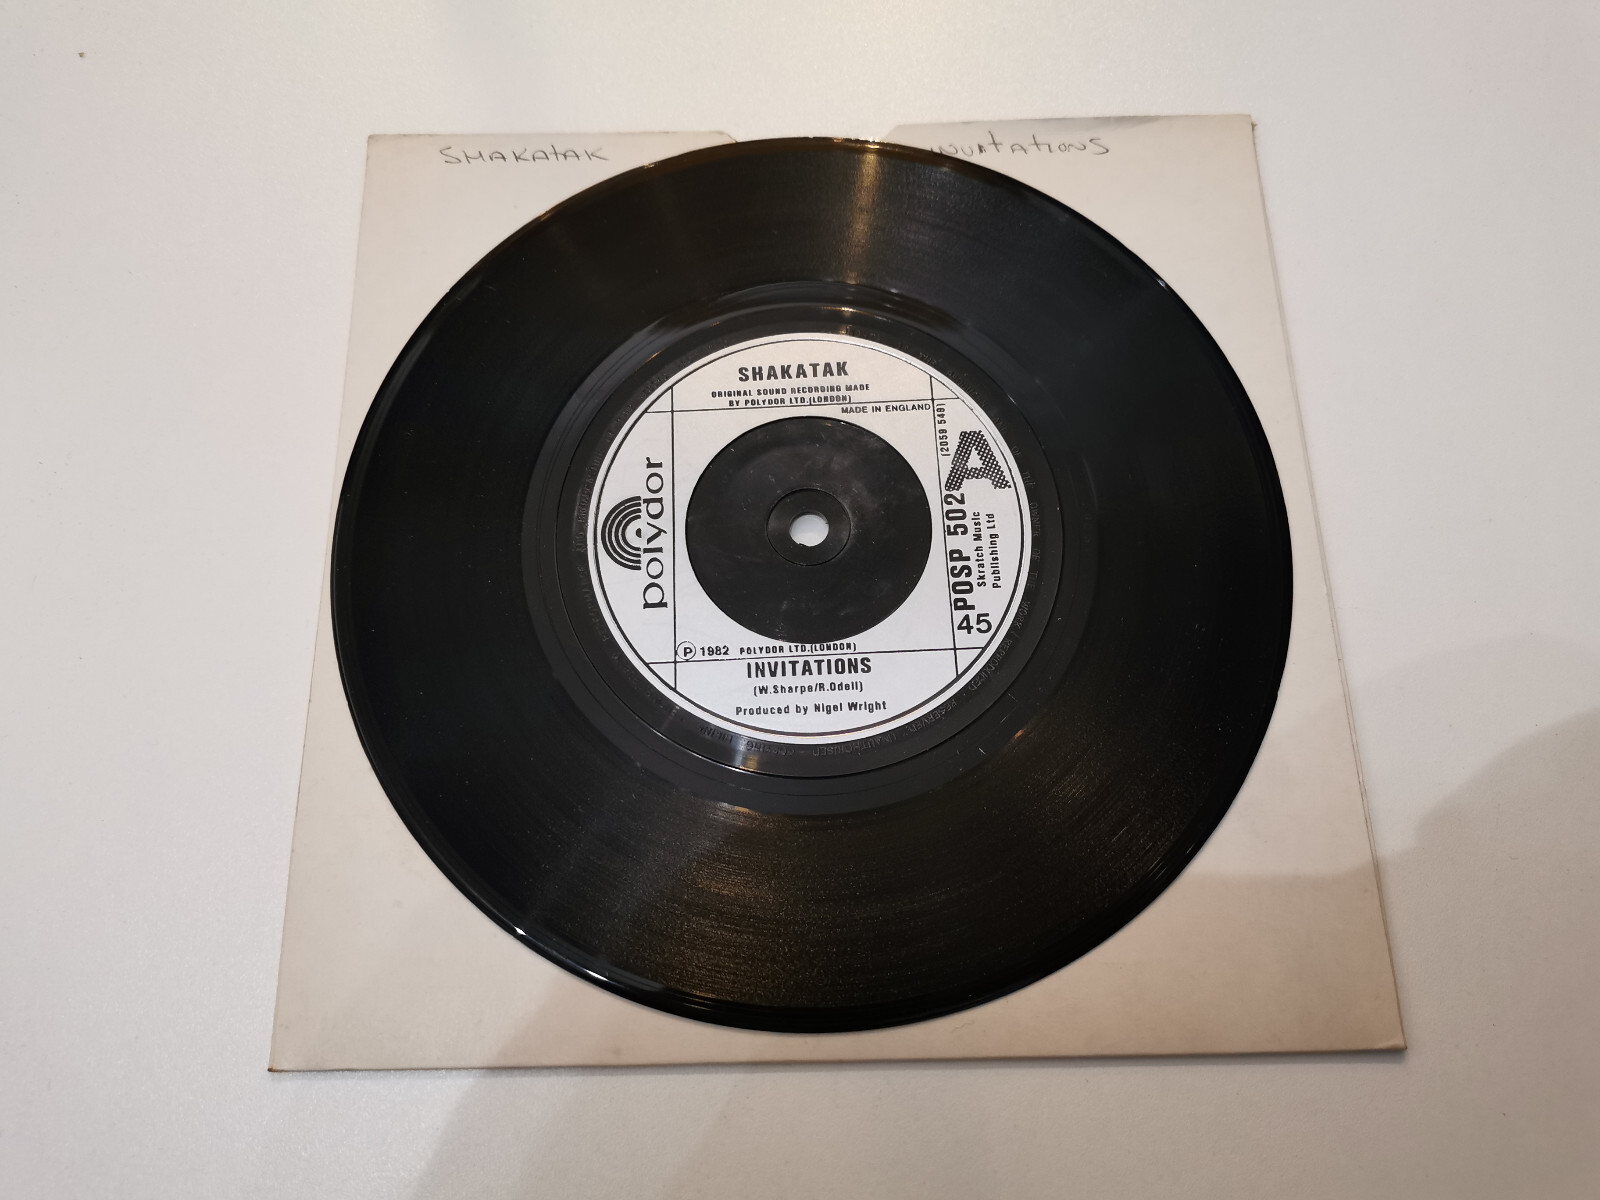 SHAKAtAK
INVItAtIONS
SHAKATAK
ORIGINAL SOUND RECORDING MADE
BY POLYDOR LTD.(LONDON)
MADE IN ENGLAND
polydor
(2059 549)
A
POSP 502
Skratch Music
Publishing Ltd
45
Ⓟ 1982 POLYDOR LTD.(LONDON)
INVITATIONS
(W.Sharpe/R.Odell)
Produced by Nigel Wright